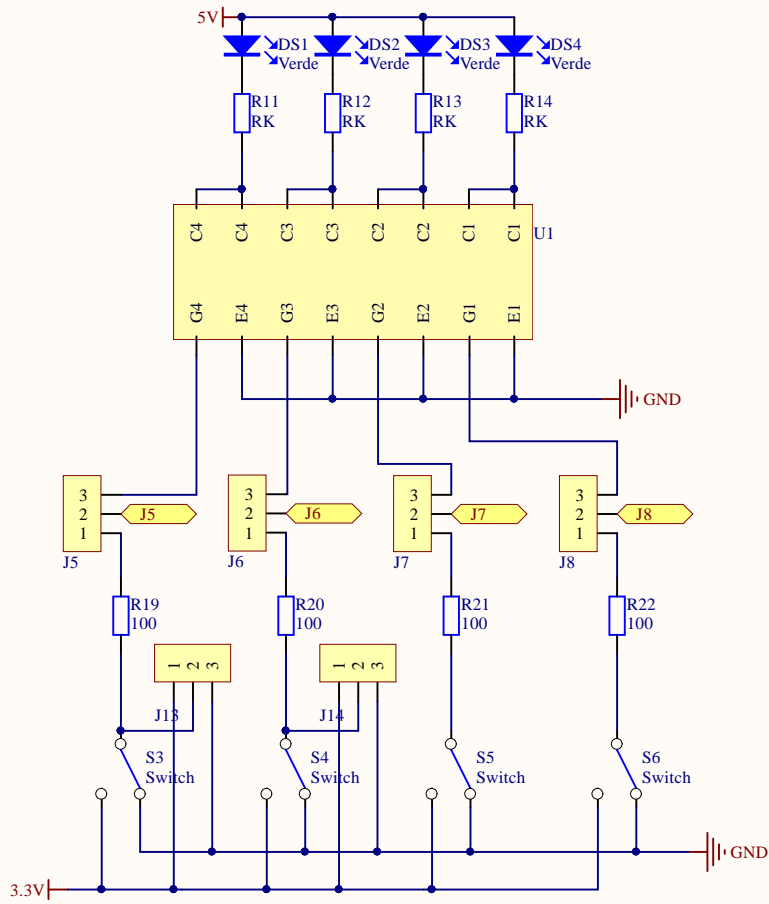 5V
DS1 DS2 DS3 DS4
Verde Verde Verde Verde
R11 R12 R13 R14
RK RK RK RK
C4 C4 C3 C3 C2 C2 C1 C1
U1
G4 E4 G3 E3 G2 E2 G1 E1
GND
3 3 3 3
2 J5 2 J6 2 J7 2 J8
1 1 1 1
J5 J6 J7 J8
R19 R20 R21 R22
100 100 100 100
1 2 3 1 2 3
J13 J14
S3 S4 S5 S6
Switch Switch Switch Switch
GND
3.3V